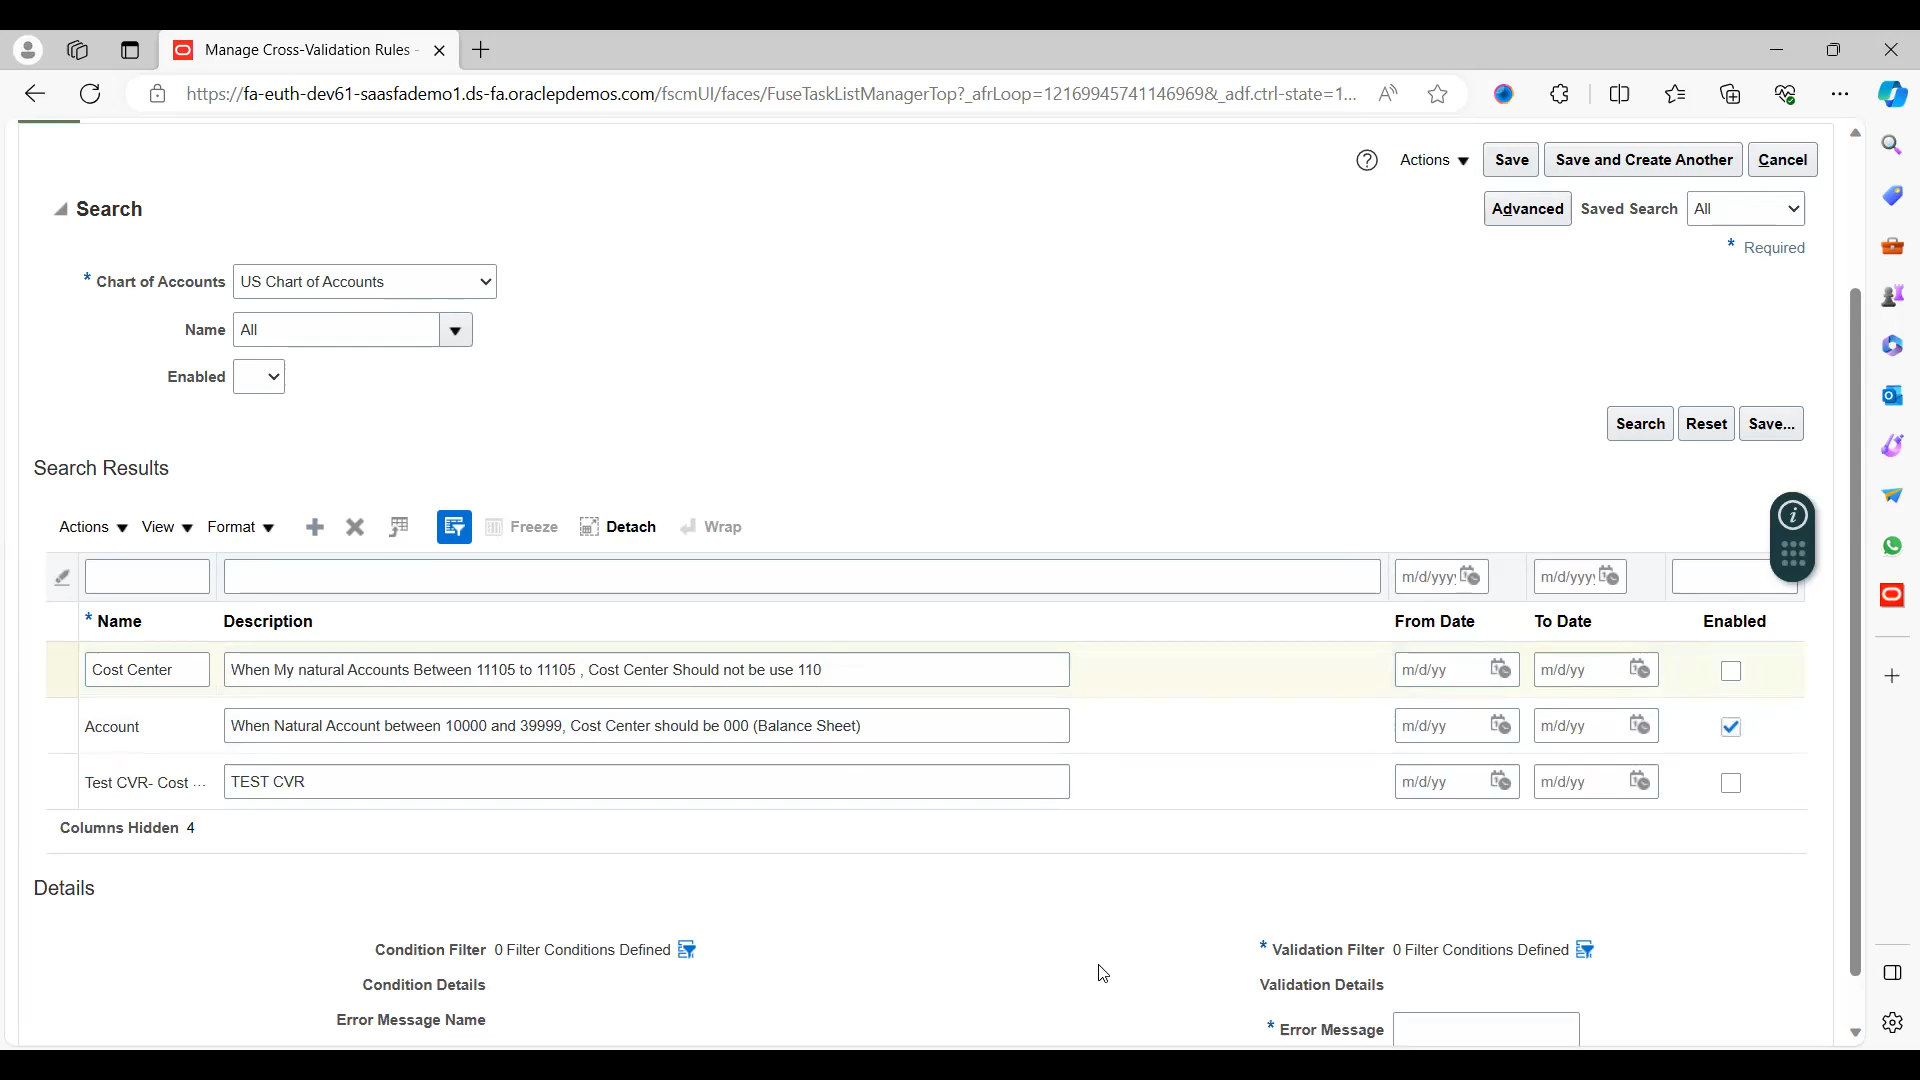 Manage Cross-Validation Rules -
https://fa-euth-dev61-saasfademo1.ds-fa.oraclepdemos.com/fscmUI/faces/FuseTaskListManagerTop?_afrLoop=12169945741146969&_adf.ctrl-state=1...
Actions Save Save and Create Another Cancel
Search
Advanced Saved Search All
* Required
* Chart of Accounts US Chart of Accounts
Name All
Enabled
Search Reset Save...
Search Results
Actions View Format Freeze Detach Wrap
m/d/yyyy m/d/yyyy
* Name Description From Date To Date Enabled
Cost Center When My natural Accounts Between 11105 to 11105 , Cost Center Should not be use 110 m/d/yy m/d/yy
Account When Natural Account between 10000 and 39999, Cost Center should be 000 (Balance Sheet) m/d/yy m/d/yy
Test CVR- Cost ... TEST CVR m/d/yy m/d/yy
Columns Hidden 4
Details
Condition Filter 0 Filter Conditions Defined * Validation Filter 0 Filter Conditions Defined
Condition Details Validation Details
Error Message Name * Error Message